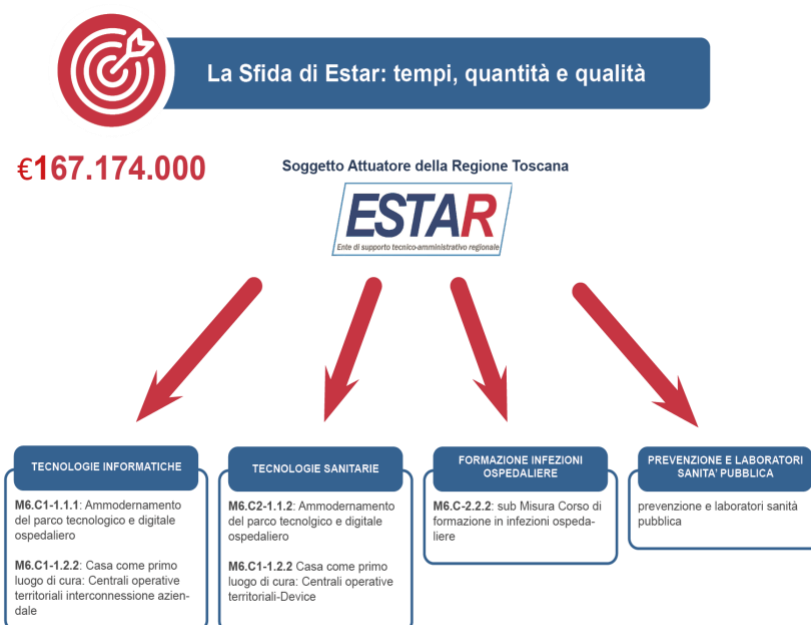 La Sfida di Estar: tempi, quantità e qualità
€167.174.000
Soggetto Attuatore della Regione Toscana
ESTAR
Ente di supporto tecnico-amministrativo regionale
TECNOLOGIE INFORMATICHE
M6.C1-1.1.1: Ammodernamento
del parco tecnologico e digitale
ospedaliero
M6.C1-1.2.2: Casa come primo
luogo di cura: Centrali operative
territoriali interconnessione azien-
dale
TECNOLOGIE SANITARIE
M6.C2-1.1.2: Ammodernamento
del parco tecnolgico e digitale
ospedaliero
M6.C1-1.2.2 Casa come primo
luogo di cura: Centrali operative
territoriali-Device
FORMAZIONE INFEZIONI
OSPEDALIERE
M6.C-2.2.2: sub Misura Corso di
formazione in infezioni ospeda-
liere
PREVENZIONE E LABORATORI
SANITA' PUBBLICA
prevenzione e laboratori sanità
pubblica